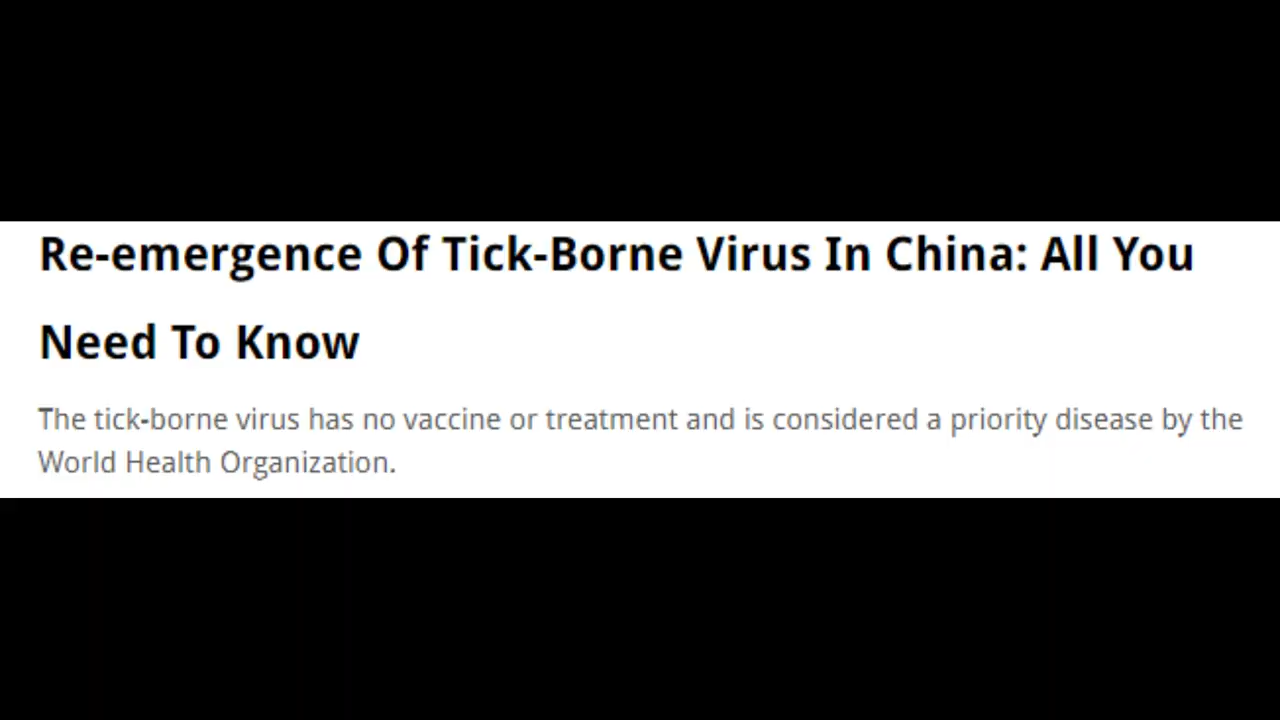 Re-emergence Of Tick-Borne Virus In China: All You
Need To Know
The tick-borne virus has no vaccine or treatment and is considered a priority disease by the
World Health Organization.